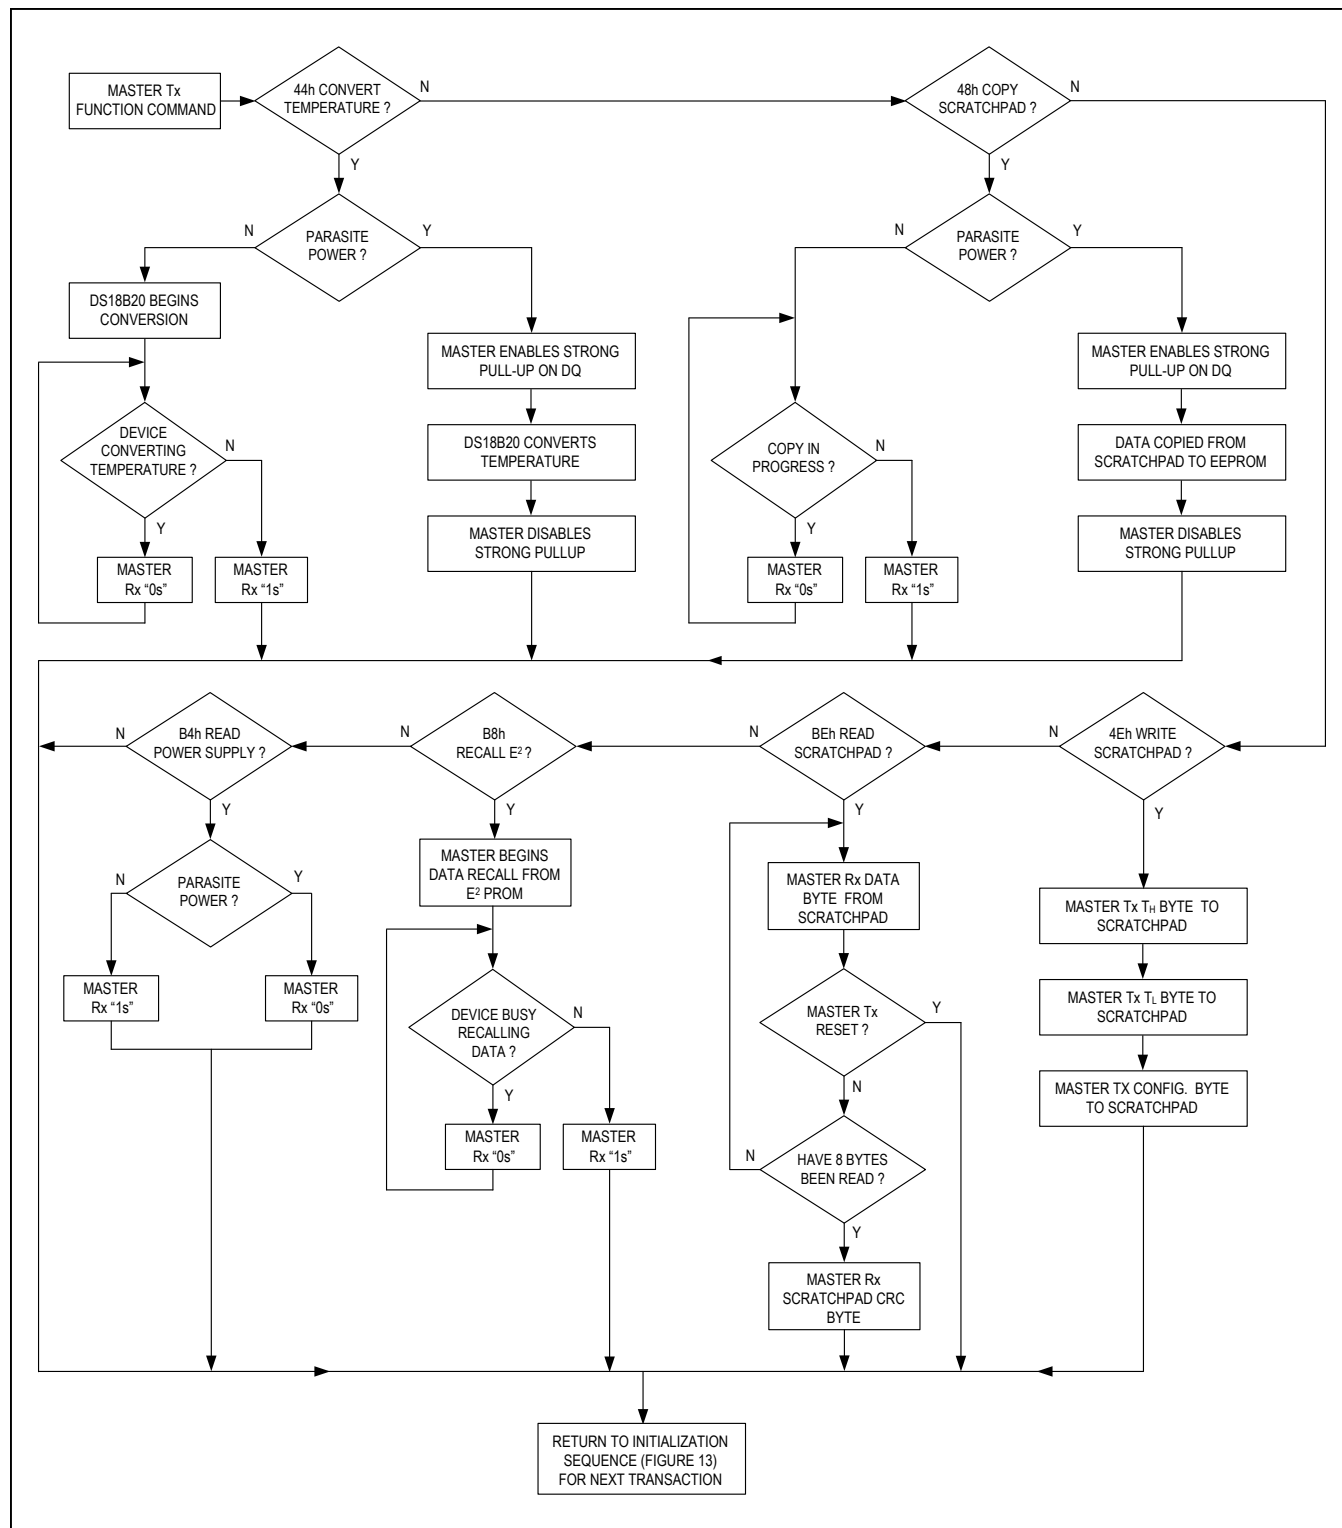 MASTER Tx
FUNCTION COMMAND
44h CONVERT
TEMPERATURE ?
N
Y
48h COPY
SCRATCHPAD ?
N
Y
PARASITE
POWER ?
N
Y
DS18B20 BEGINS
CONVERSION
DEVICE
CONVERTING
TEMPERATURE ?
N
Y
MASTER
Rx “0s”
MASTER
Rx “1s”
MASTER ENABLES STRONG
PULL-UP ON DQ
DS18B20 CONVERTS
TEMPERATURE
MASTER DISABLES
STRONG PULLUP
PARASITE
POWER ?
N
Y
COPY IN
PROGRESS ?
N
Y
MASTER
Rx “0s”
MASTER
Rx “1s”
MASTER ENABLES STRONG
PULL-UP ON DQ
DATA COPIED FROM
SCRATCHPAD TO EEPROM
MASTER DISABLES
STRONG PULLUP
B4h READ
POWER SUPPLY ?
N
Y
PARASITE
POWER ?
N
Y
MASTER
Rx “1s”
MASTER
Rx “0s”
B8h
RECALL E² ?
N
Y
MASTER BEGINS
DATA RECALL FROM
E² PROM
DEVICE BUSY
RECALLING
DATA ?
N
Y
MASTER
Rx “0s”
MASTER
Rx “1s”
BEh READ
SCRATCHPAD ?
N
Y
MASTER Rx DATA
BYTE FROM
SCRATCHPAD
MASTER Tx
RESET ?
Y
N
HAVE 8 BYTES
BEEN READ ?
N
Y
MASTER Rx
SCRATCHPAD CRC
BYTE
4Eh WRITE
SCRATCHPAD ?
N
Y
MASTER Tx TH BYTE TO
SCRATCHPAD
MASTER Tx TL BYTE TO
SCRATCHPAD
MASTER TX CONFIG. BYTE
TO SCRATCHPAD
RETURN TO INITIALIZATION
SEQUENCE (FIGURE 13)
FOR NEXT TRANSACTION